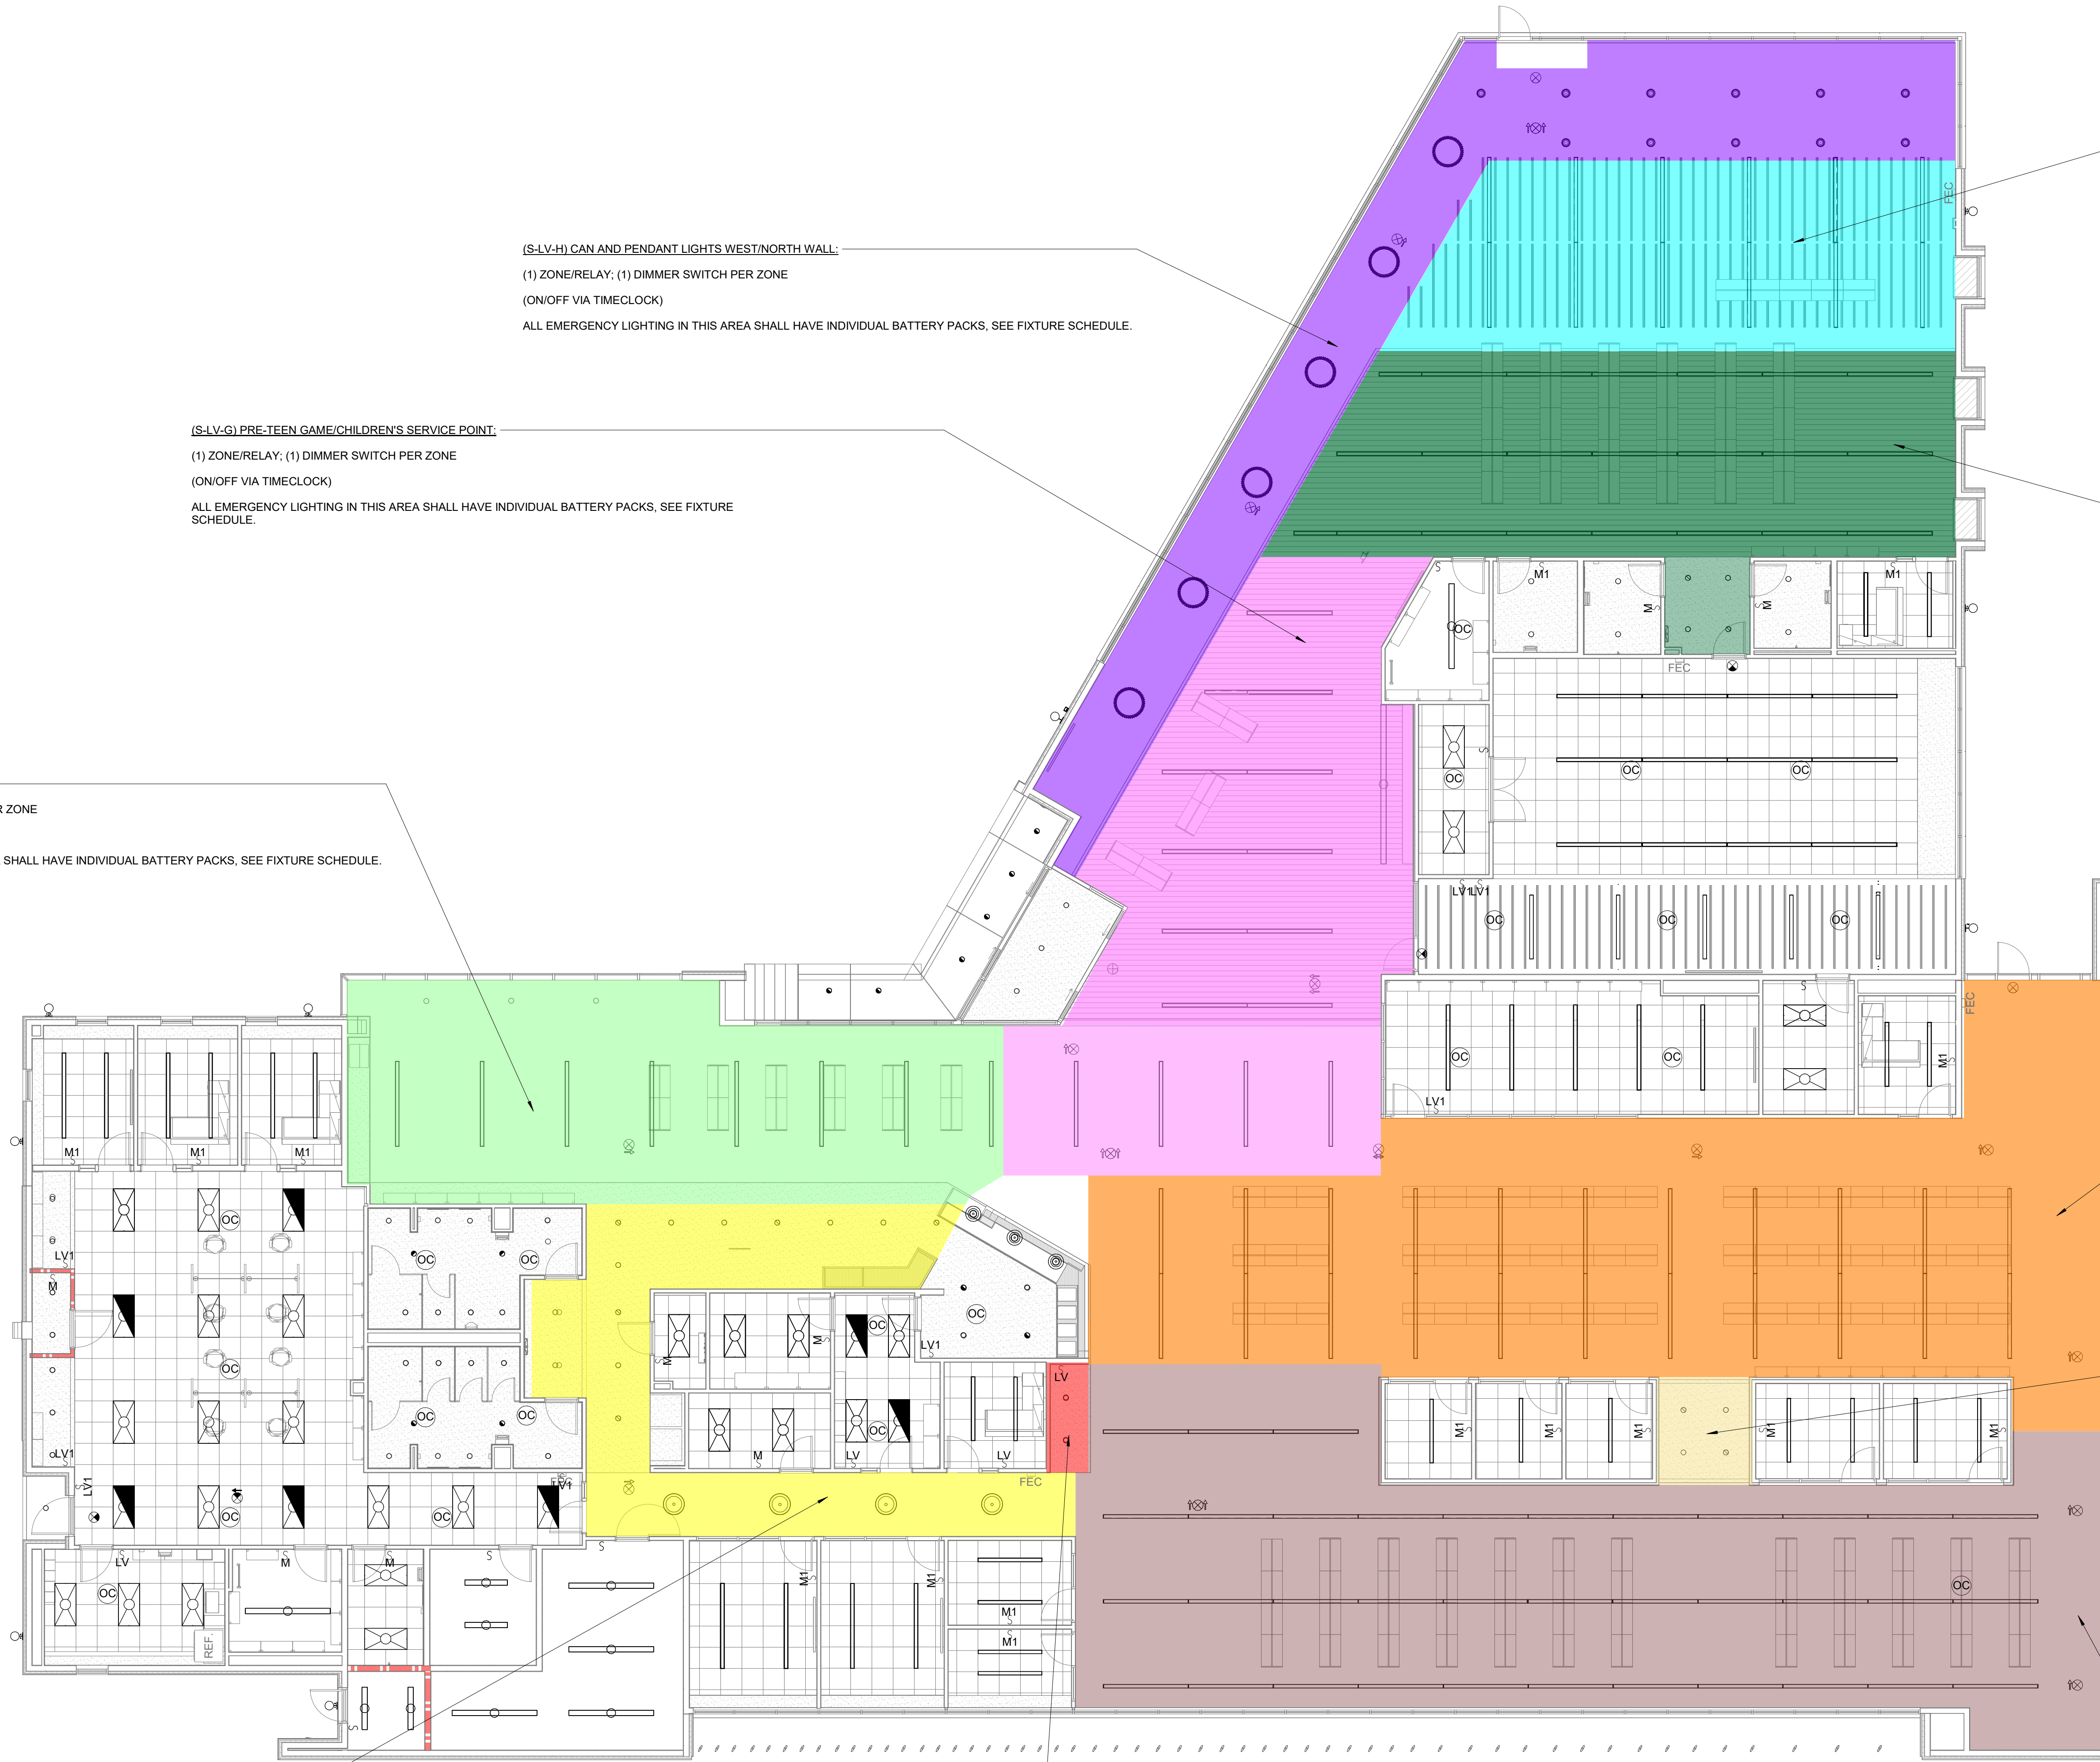 (S-LV-H) CAN AND PENDANT LIGHTS WEST/NORTH WALL:
(1) ZONE/RELAY; (1) DIMMER SWITCH PER ZONE
(ON/OFF VIA TIMECLOCK)
ALL EMERGENCY LIGHTING IN THIS AREA SHALL HAVE INDIVIDUAL BATTERY PACKS, SEE FIXTURE SCHEDULE.
(S-LV-G) PRE-TEEN GAME/CHILDREN'S SERVICE POINT:
(1) ZONE/RELAY; (1) DIMMER SWITCH PER ZONE
(ON/OFF VIA TIMECLOCK)
ALL EMERGENCY LIGHTING IN THIS AREA SHALL HAVE INDIVIDUAL BATTERY PACKS, SEE FIXTURE
SCHEDULE.
R ZONE
SHALL HAVE INDIVIDUAL BATTERY PACKS, SEE FIXTURE SCHEDULE.
FEC
S
S
S
M1
M1
OC
M
S
M
S
FEC
S
OC
OC
OC
S S
LV1 LV1
OC
OC
OC
S
FEC
OC
OC
M1
S
LV1
S
M1
S
M1
S
M1
S
OC
LV1
S
S
M
OC
OC
OC
OC
M
S
M
S
OC
LV1
S
OC
S
LV
OC
OC
OC
M
S
LV
S
LV
S
M1
S
M1
S
M1
S
M1
S
M1
S
LV1
S
LV1
S
OC
OC
FEC
S
LV1
FEC
S
LV
OC
S
M
S
M
S
S
M1
S
M1
S
M1
S
M1
S
OC
REF.
S